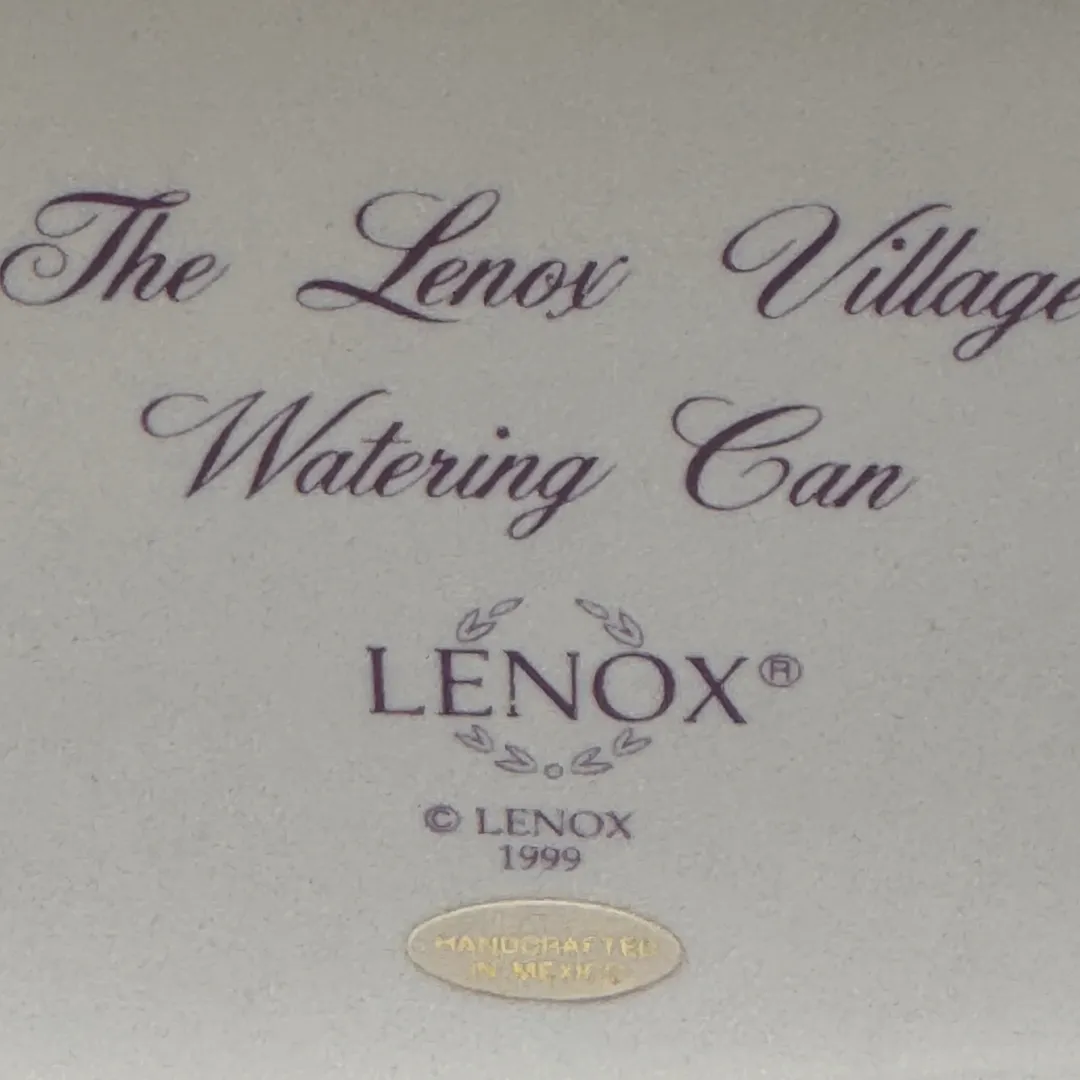 The Lenox Village
Watering Can
LENOX®
© LENOX
1999
HANDCRAFTED
IN MEXICO